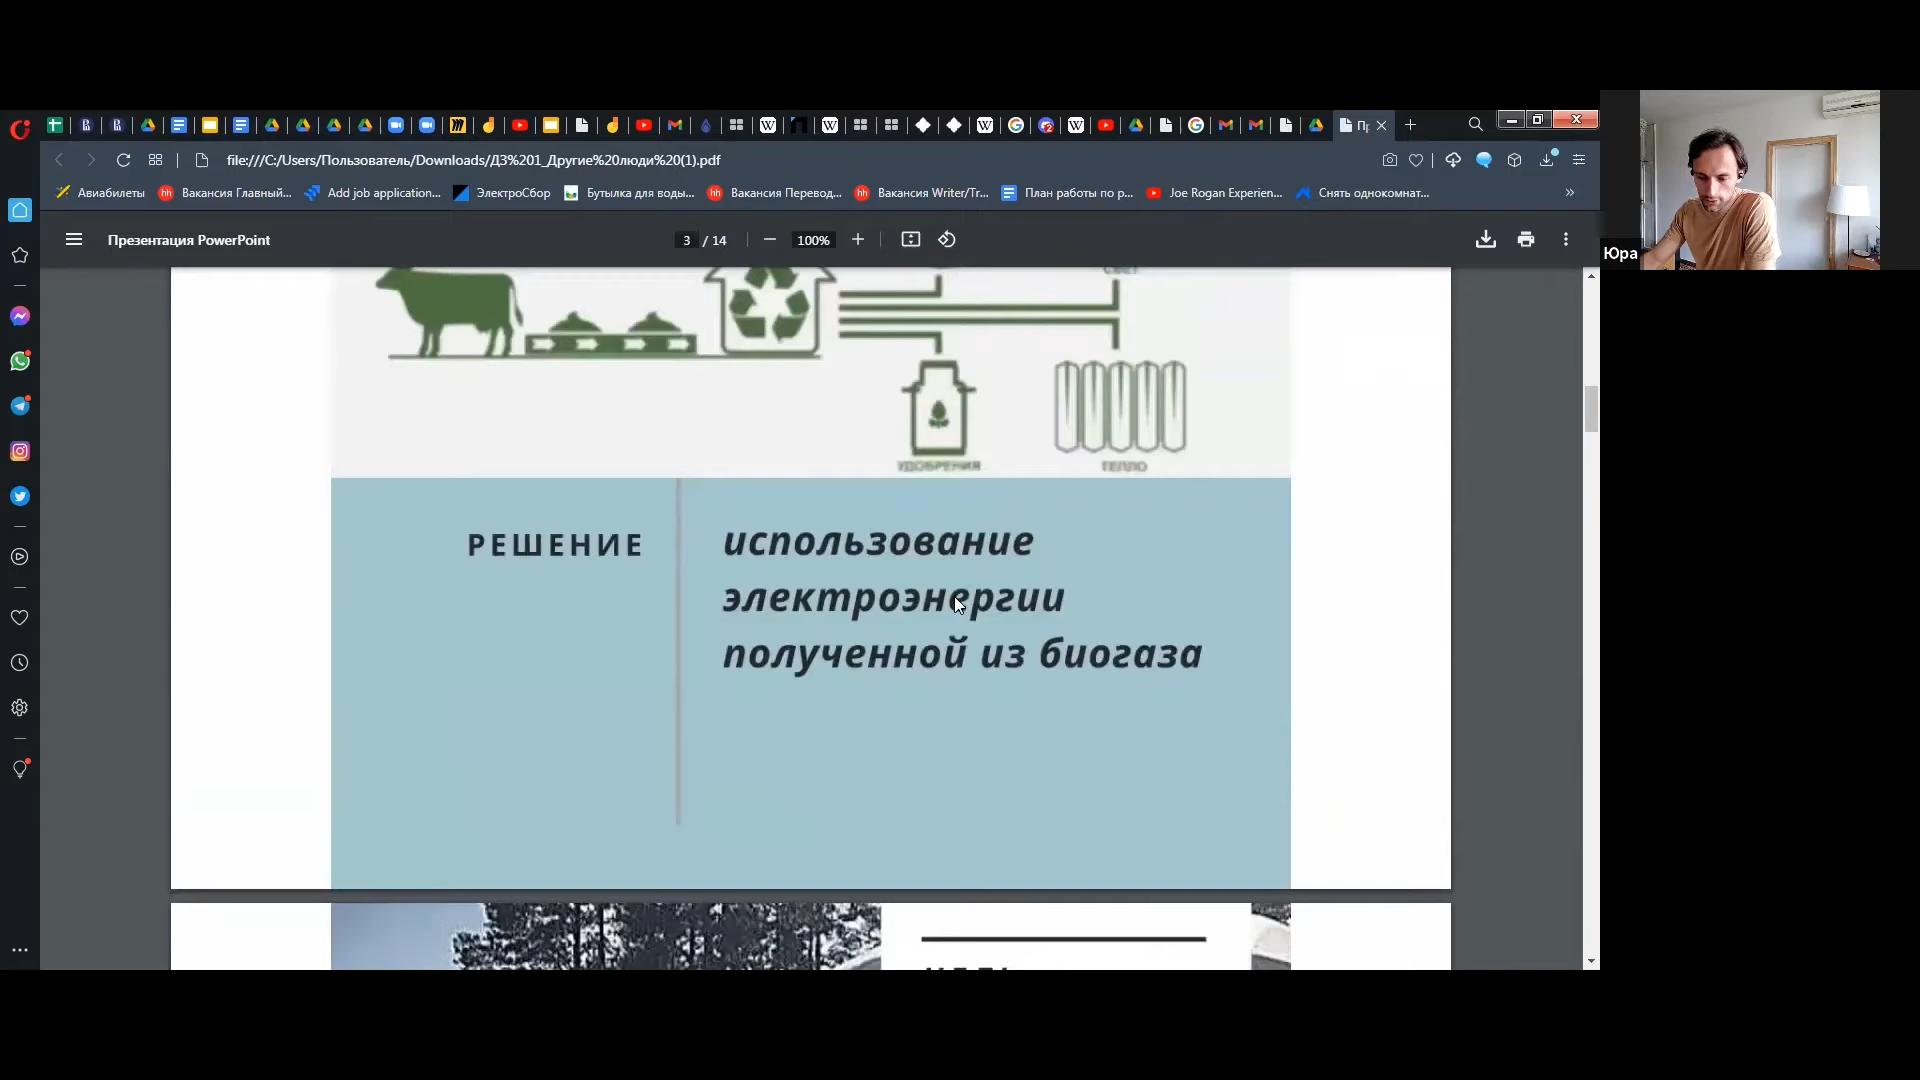 Пр
file:///C:/Users/Пользователь/Downloads/ДЗ%201_Другие%20люди%20(1).pdf
Авиабилеты
Вакансия Главный...
Add job application...
ЭлектроСбор
Бутылка для воды...
Вакансия Перевод...
Вакансия Writer/Tr...
План работы по р...
Joe Rogan Experien...
Снять однокомнат...
»
Презентация PowerPoint
3 / 14
100%
Юра
СВЕТ
УДОБРЕНИЯ
ТЕПЛО
РЕШЕНИЕ
использование
электроэнергии
полученной из биогаза